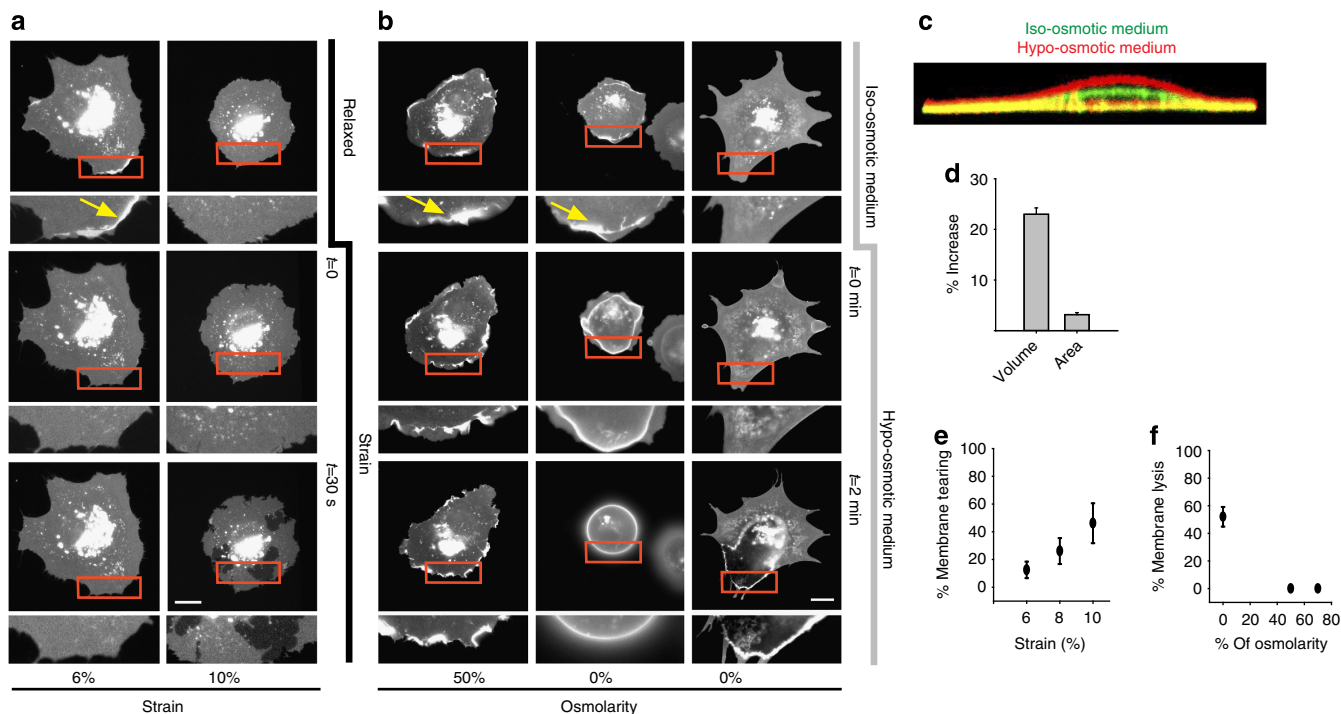 a
Relaxed
t=0
Strain
t=30 s
6%
10%
Strain
b
Iso-osmotic medium
t=0 min
Hypo-osmotic medium
t=2 min
50%
0%
0%
Osmolarity
c
Iso-osmotic medium
Hypo-osmotic medium
d
30
20
10
% Increase
Volume
Area
e
100
80
60
40
20
0
% Membrane tearing
6
8
10
Strain (%)
f
100
80
60
40
20
0
% Membrane lysis
0
20
40
60
80
% Of osmolarity